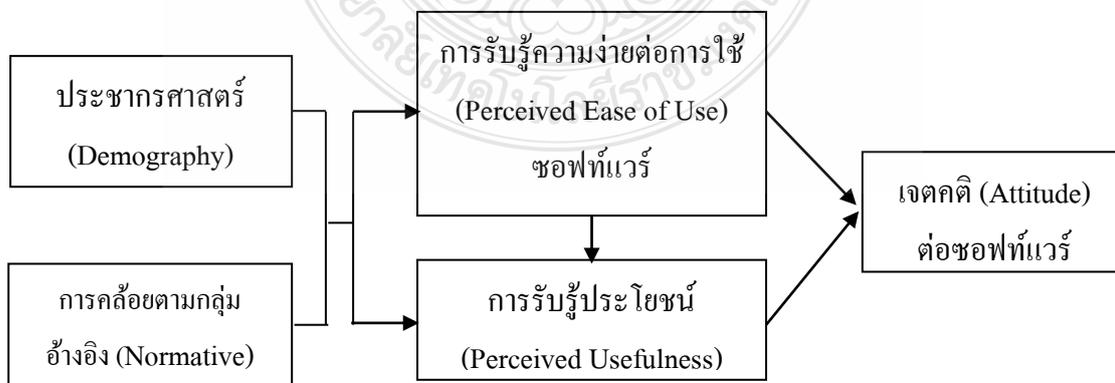 ประชากรศาสตร์
(Demography)
การคล้อยตามกลุ่ม
อ้างอิง (Normative)
การรับรู้ความง่ายต่อการใช้
(Perceived Ease of Use)
ซอฟท์แวร์
การรับรู้ประโยชน์
(Perceived Usefulness)
เจตคติ (Attitude)
ต่อซอฟท์แวร์